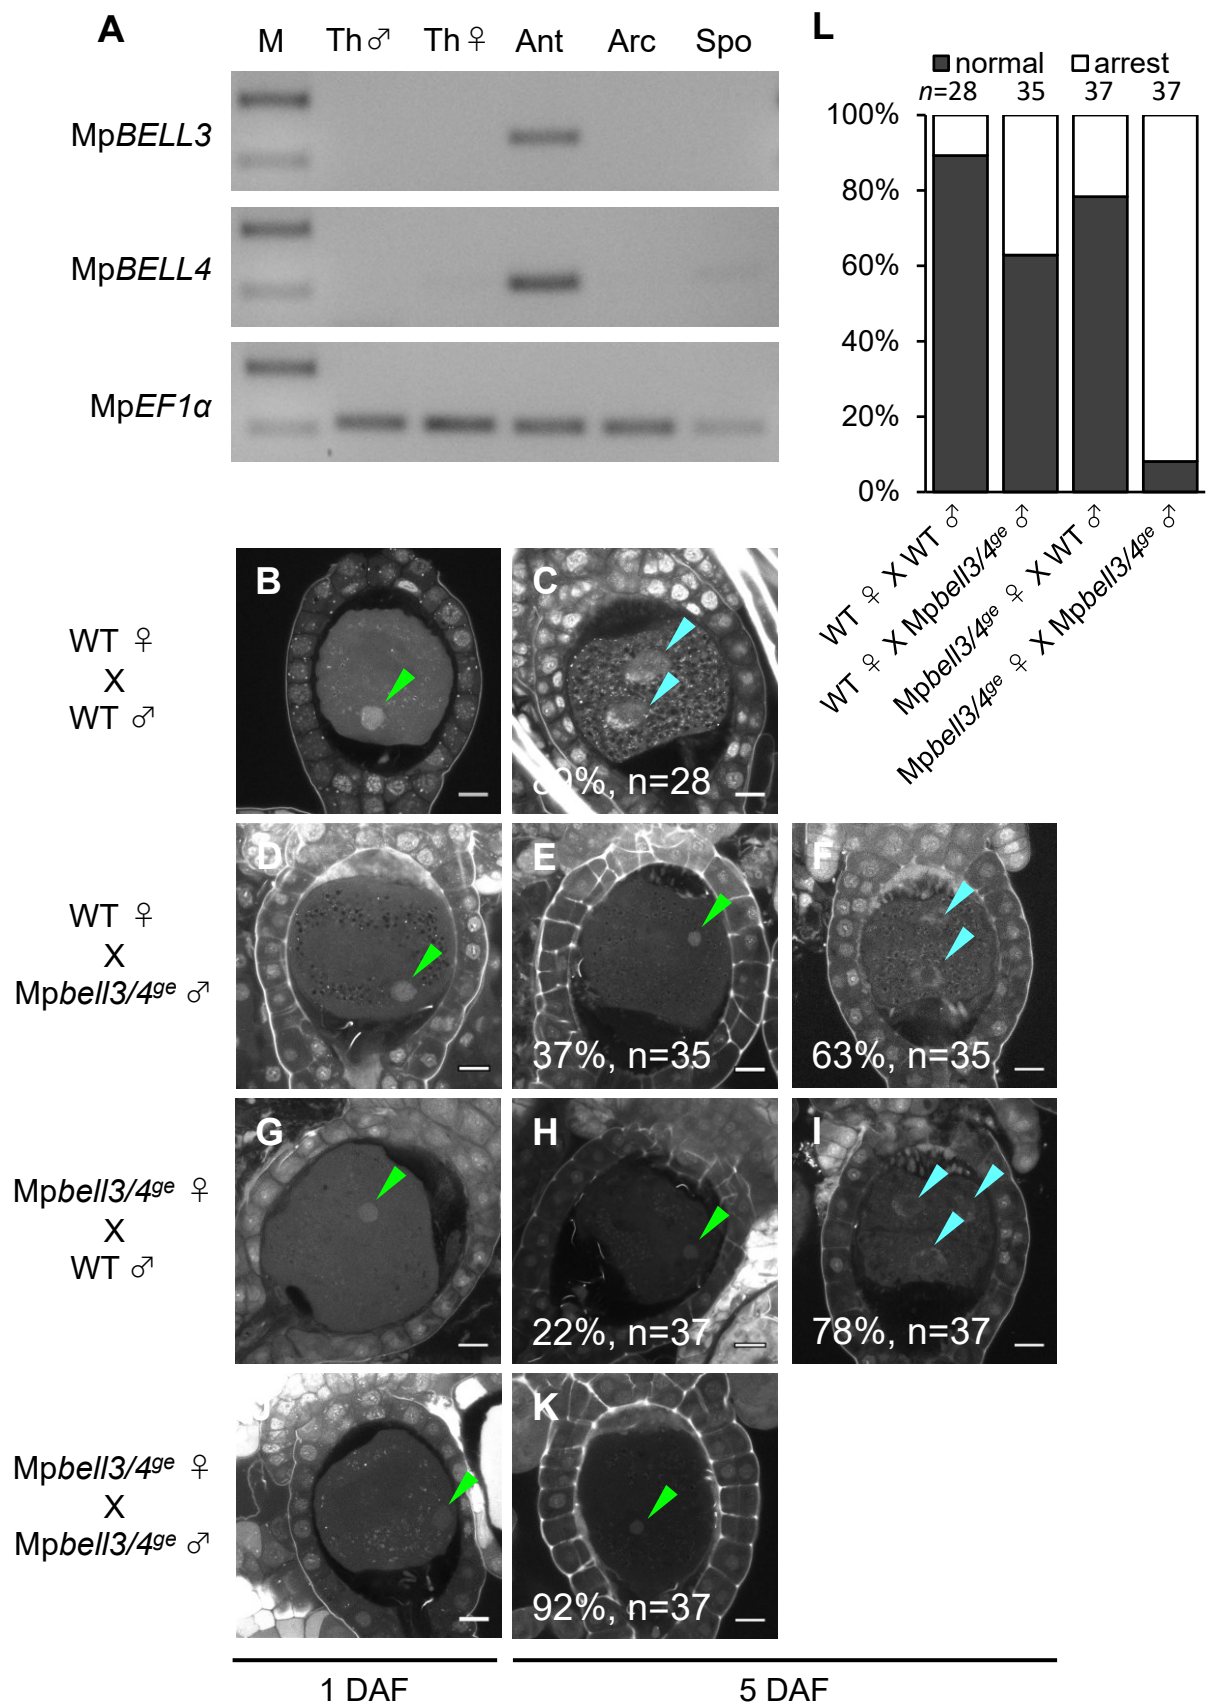 A
M Th♂ Th♀ Ant Arc Spo
MpBELL3
MpBELL4
MpEF1α
L
normal arrest
n=28 35 37 37
100%
80%
60%
40%
20%
0%
WT ♀ X WT ♂
WT ♀ X Mpbell3/4ge ♂
Mpbell3/4ge ♀ X WT ♂
Mpbell3/4ge ♀ X Mpbell3/4ge ♂
WT ♀
X
WT ♂
B
C
89%, n=28
WT ♀
X
Mpbell3/4ge ♂
D
E
37%, n=35
F
63%, n=35
Mpbell3/4ge ♀
X
WT ♂
G
H
22%, n=37
I
78%, n=37
Mpbell3/4ge ♀
X
Mpbell3/4ge ♂
J
K
92%, n=37
1 DAF
5 DAF